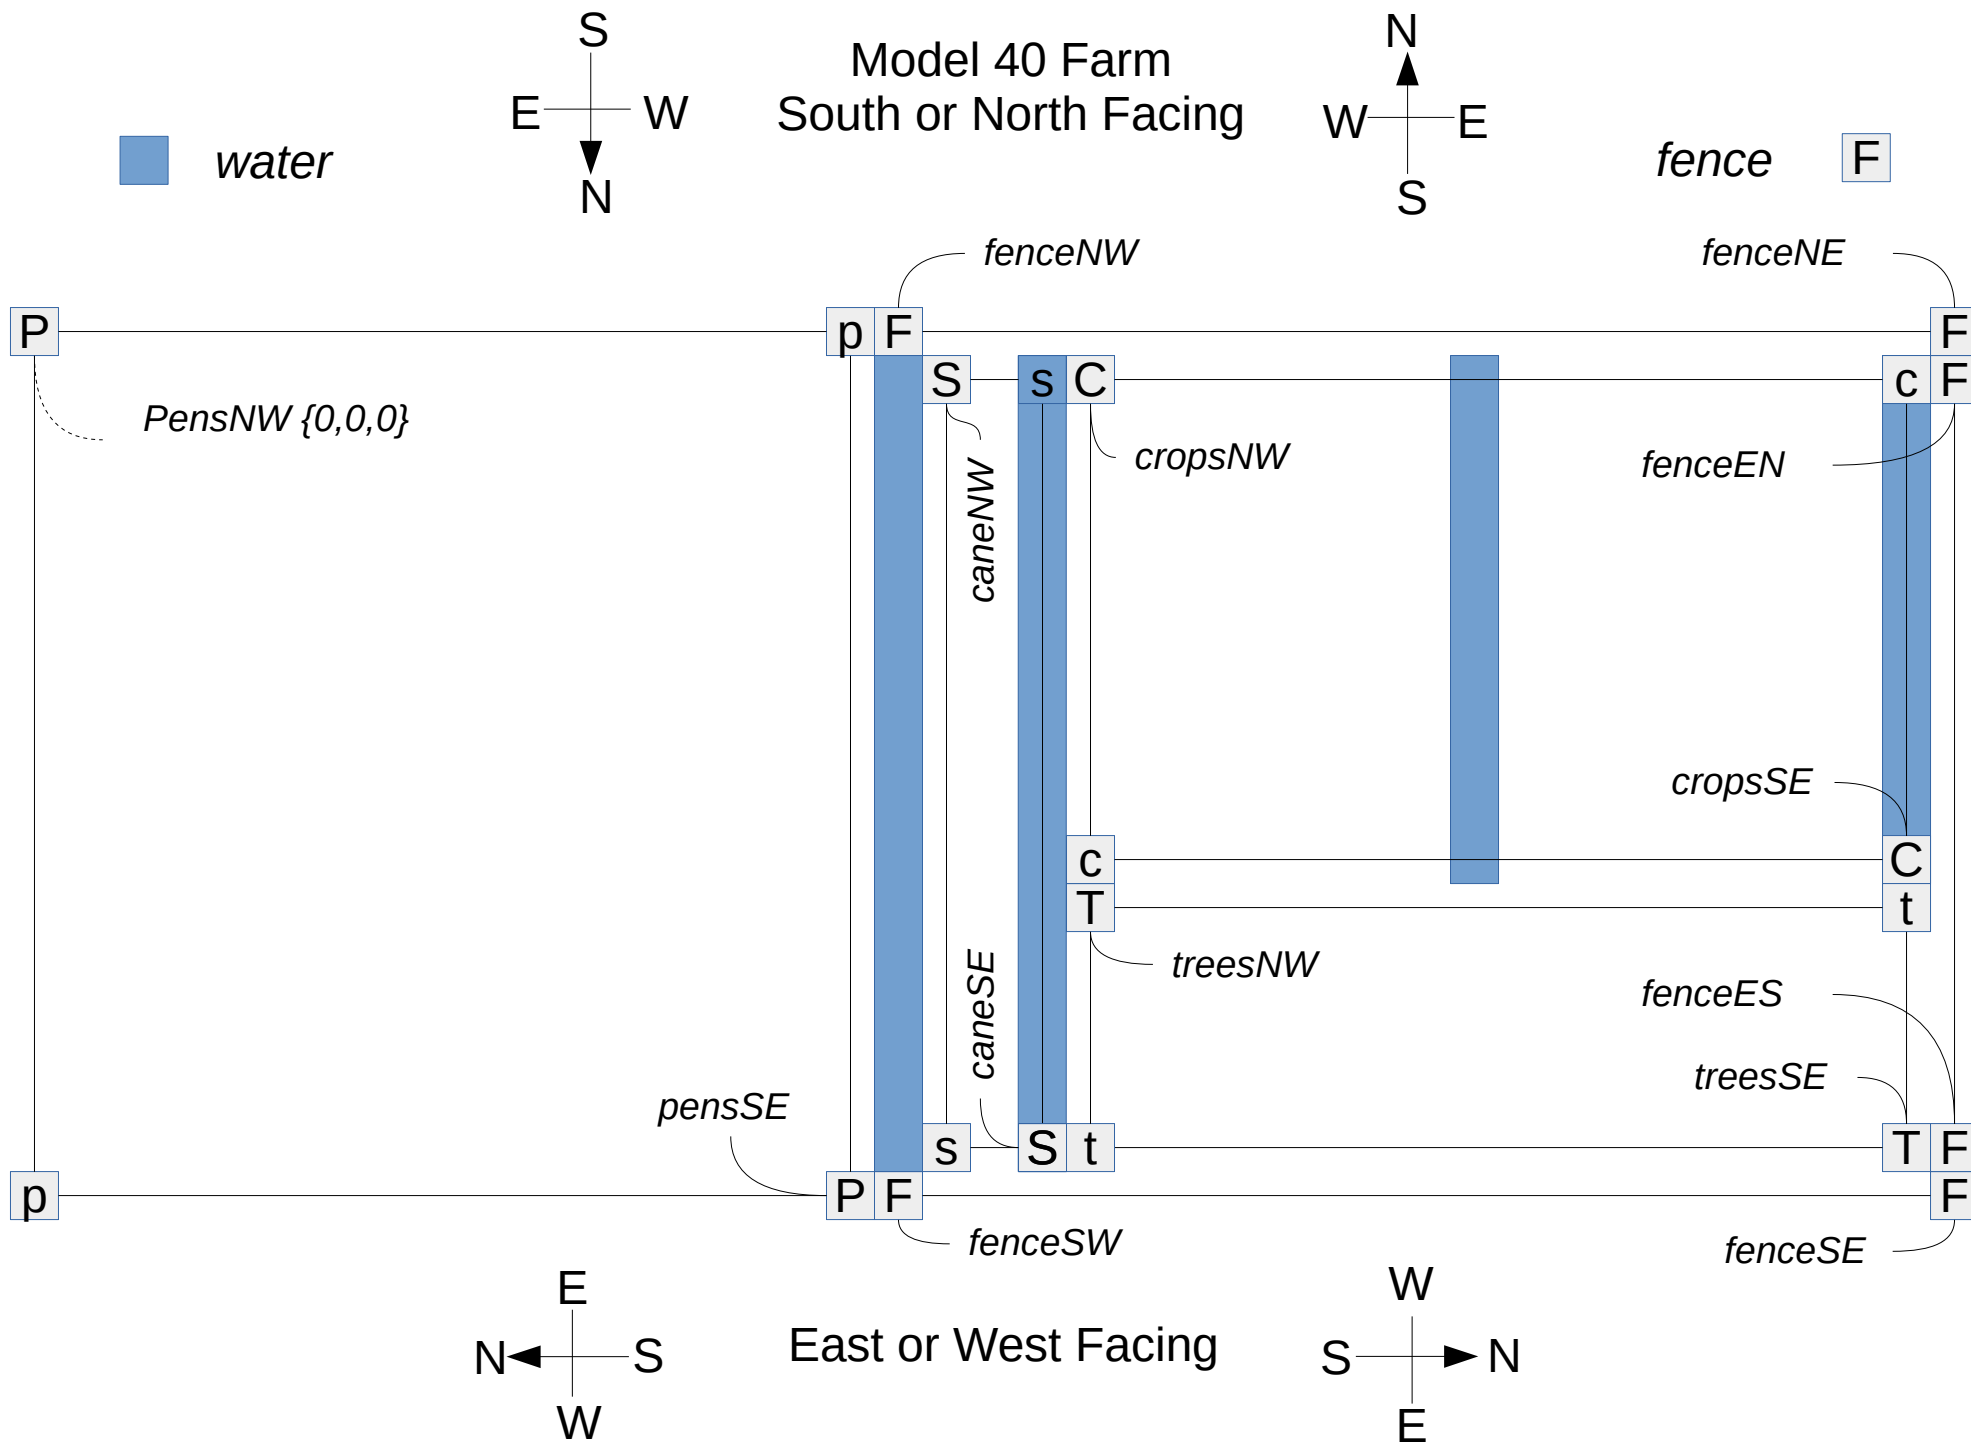 S
E W
N
Model 40 Farm
South or North Facing
N
W E
S
water
fence F
fenceNW
fenceNE
P p F F
S s C c F
PensNW {0,0,0}
caneNW
cropsNW
fenceEN
cropsSE
c C
T t
treesNW
caneSE
fenceES
treesSE
pensSE
s S t T F
p P F F
fenceSW
fenceSE
E
N S
W
East or West Facing
W
S N
E